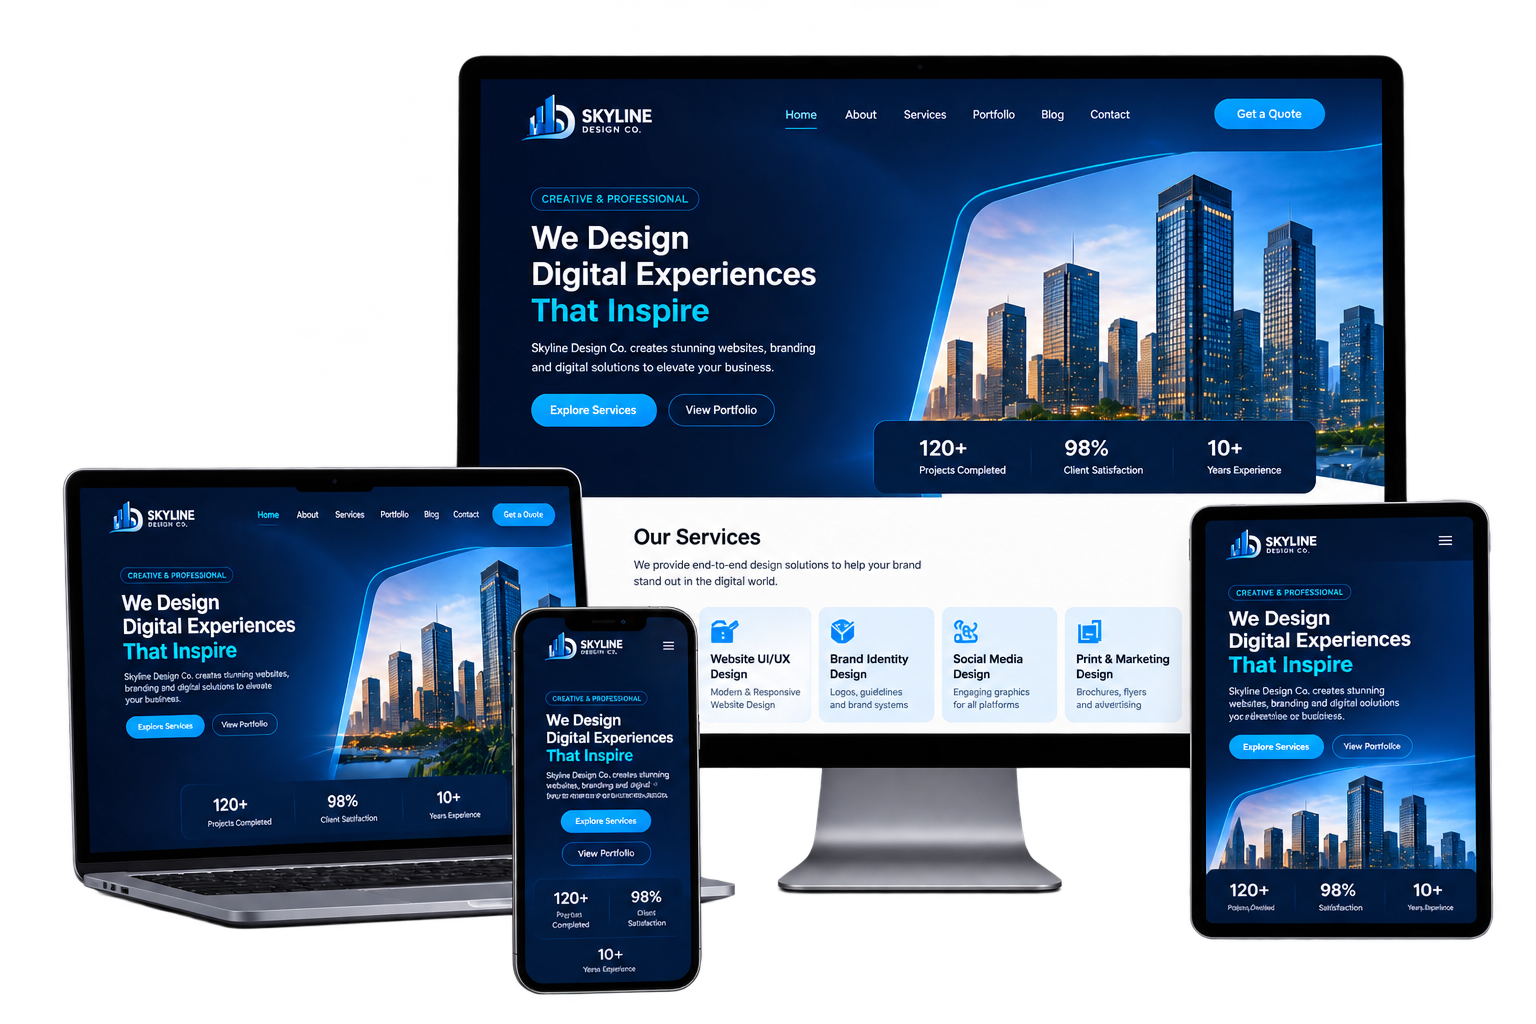 SKYLINE
DESIGN CO.
Home About Services Portfolio Blog Contact Get a Quote
CREATIVE & PROFESSIONAL
We Design
Digital Experiences
That Inspire
Skyline Design Co. creates stunning websites, branding
and digital solutions to elevate your business.
Explore Services View Portfolio
120+ 98% 10+
Projects Completed Client Satisfaction Years Experience
Our Services
We provide end-to-end design solutions to help your brand
stand out in the digital world.
Website UI/UX
Design
Modern & Responsive
Website Design
Brand Identity
Design
Logos, guidelines
and brand systems
Social Media
Design
Engaging graphics
for all platforms
Print & Marketing
Design
Brochures, flyers
and advertising
SKYLINE
DESIGN CO.
Home About Services Portfolio Blog Contact Get a Quote
CREATIVE & PROFESSIONAL
We Design
Digital Experiences
That Inspire
Skyline Design Co. creates stunning websites,
branding and digital solutions to elevate
your business.
Explore Services View Portfolio
120+ 98% 10+
Projects Completed Client Satisfaction Years Experience
SKYLINE
CREATIVE & PROFESSIONAL
We Design
Digital Experiences
That Inspire
Skyline Design Co. creates stunning
websites, branding and
Explore Services
View Portfolio
120+ 98%
Completed Satisfaction
10+
Experience
SKYLINE
DESIGN CO.
CREATIVE & PROFESSIONAL
We Design
Digital Experiences
That Inspire
Skyline Design Co. creates stunning
websites, branding and digital
or
Explore Services View
120+ 98% 10+
Satisfaction